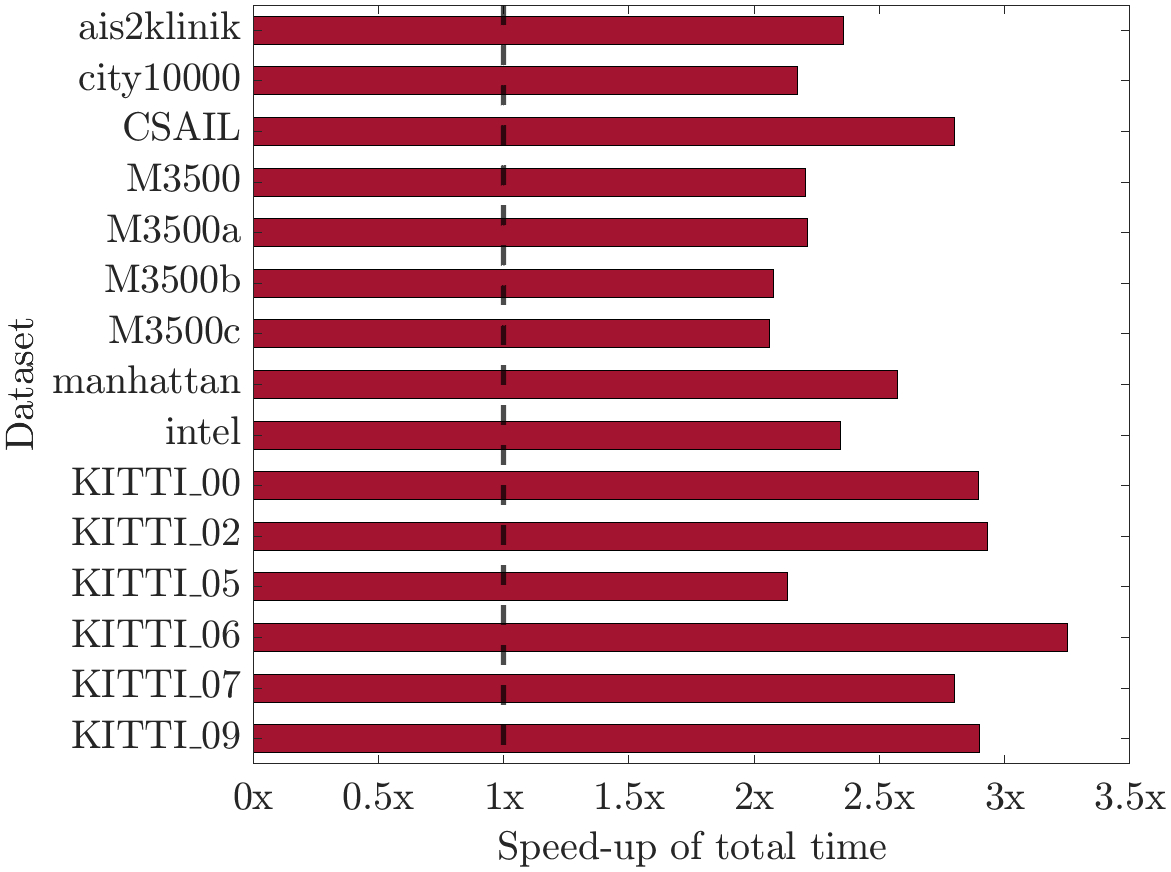 ais2klinik
city10000
CSAIL
M3500
M3500a
M3500b
M3500c
manhattan
intel
KITTI_00
KITTI_02
KITTI_05
KITTI_06
KITTI_07
KITTI_09
Dataset
0x 0.5x 1x 1.5x 2x 2.5x 3x 3.5x
Speed-up of total time